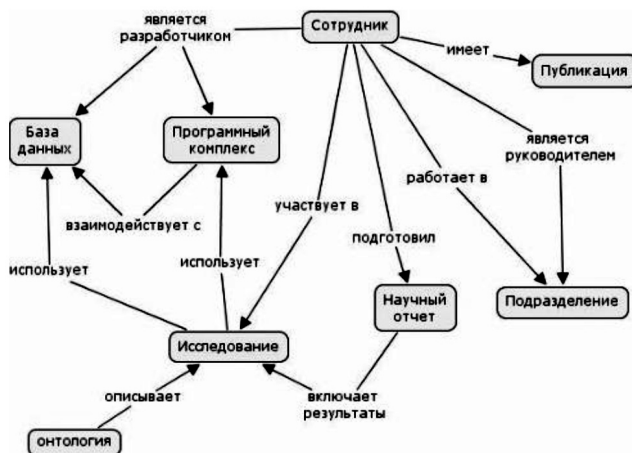 является
разработчиком
Сотрудник
имеет
Публикация
База
данных
Программный
комплекс
является
руководителем
работает в
взаимодействует с
участвует в
подготовил
использует
использует
Научный
отчет
Подразделение
Исследование
описывает
включает
результаты
онтология